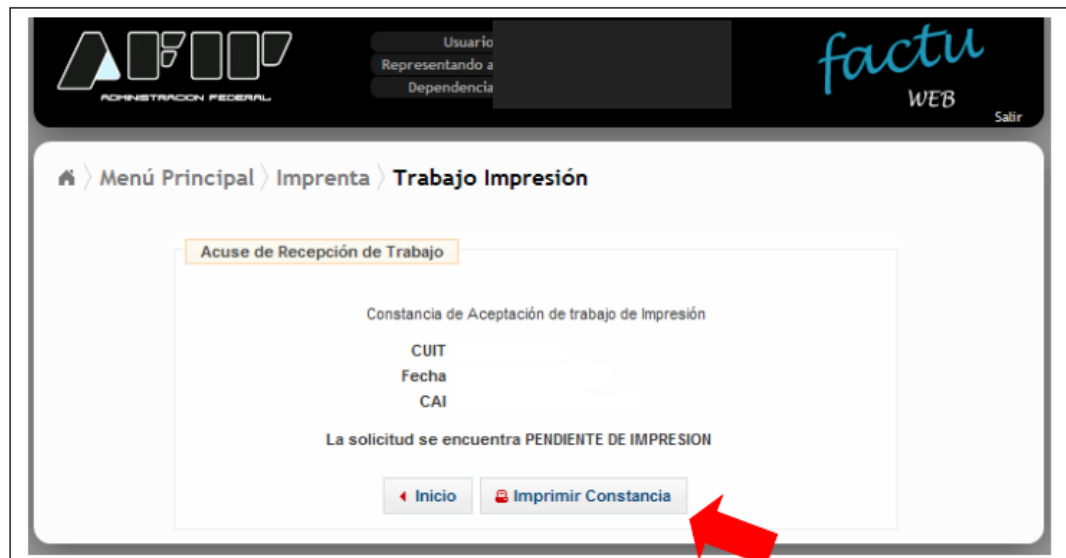 AFIP
ADMINISTRACION FEDERAL
Usuario
Representando a
Dependencia
factu
WEB
Salir
Menú Principal Imprenta Trabajo Impresión
Acuse de Recepción de Trabajo
Constancia de Aceptación de trabajo de Impresión
CUIT
Fecha
CAI
La solicitud se encuentra PENDIENTE DE IMPRESION
Inicio Imprimir Constancia